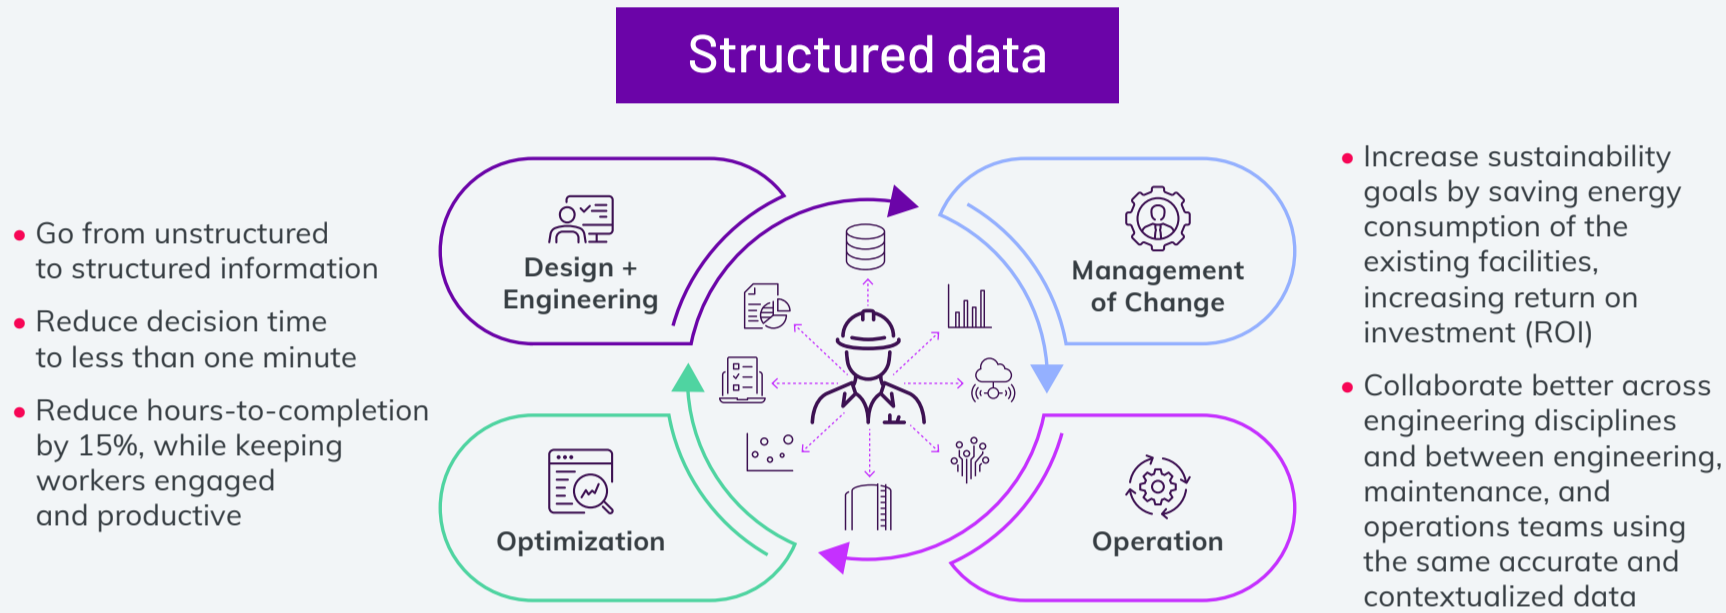 Structured data
Go from unstructured
to structured information
Reduce decision time
to less than one minute
Reduce hours-to-completion
by 15%, while keeping
workers engaged
and productive
Design +
Engineering
Management
of Change
Optimization
Operation
Increase sustainability
goals by saving energy
consumption of the
existing facilities,
increasing return on
investment (ROI)
Collaborate better across
engineering disciplines
and between engineering,
maintenance, and
operations teams using
the same accurate and
contextualized data